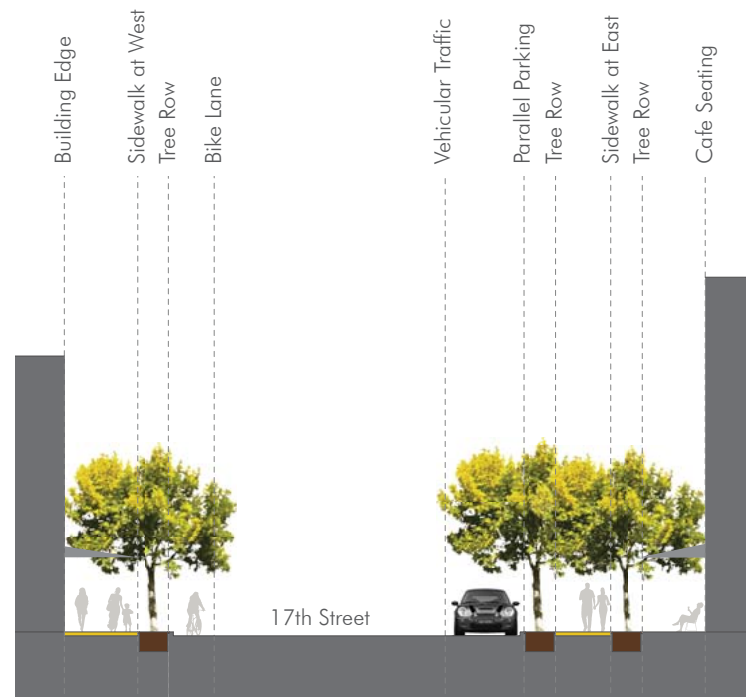 Building Edge
Sidewalk at West
Tree Row
Bike Lane
Vehicular Traffic
Parallel Parking
Tree Row
Sidewalk at East
Tree Row
Cafe Seating
17th Street